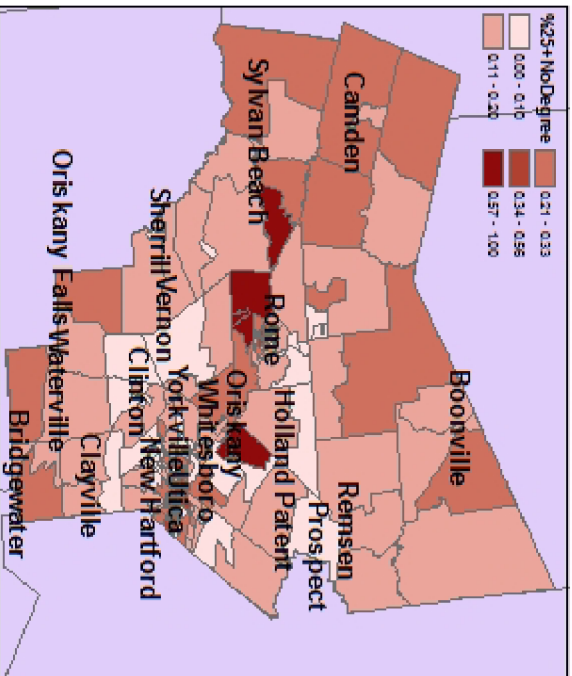 %25+NoDegree
0.00 - 0.10
0.11 - 0.20
0.21 - 0.33
0.34 - 0.56
0.57 - 1.00
Boonville
Camden
Remsen
Prospect
Sylvan Beach
Rome
Holland Patent
Oriskany
Whitesboro
Yorkville
Utica
Sherrill
Vernon
Clinton
New Hartford
Oriskany Falls
Waterville
Clayville
Bridgewater